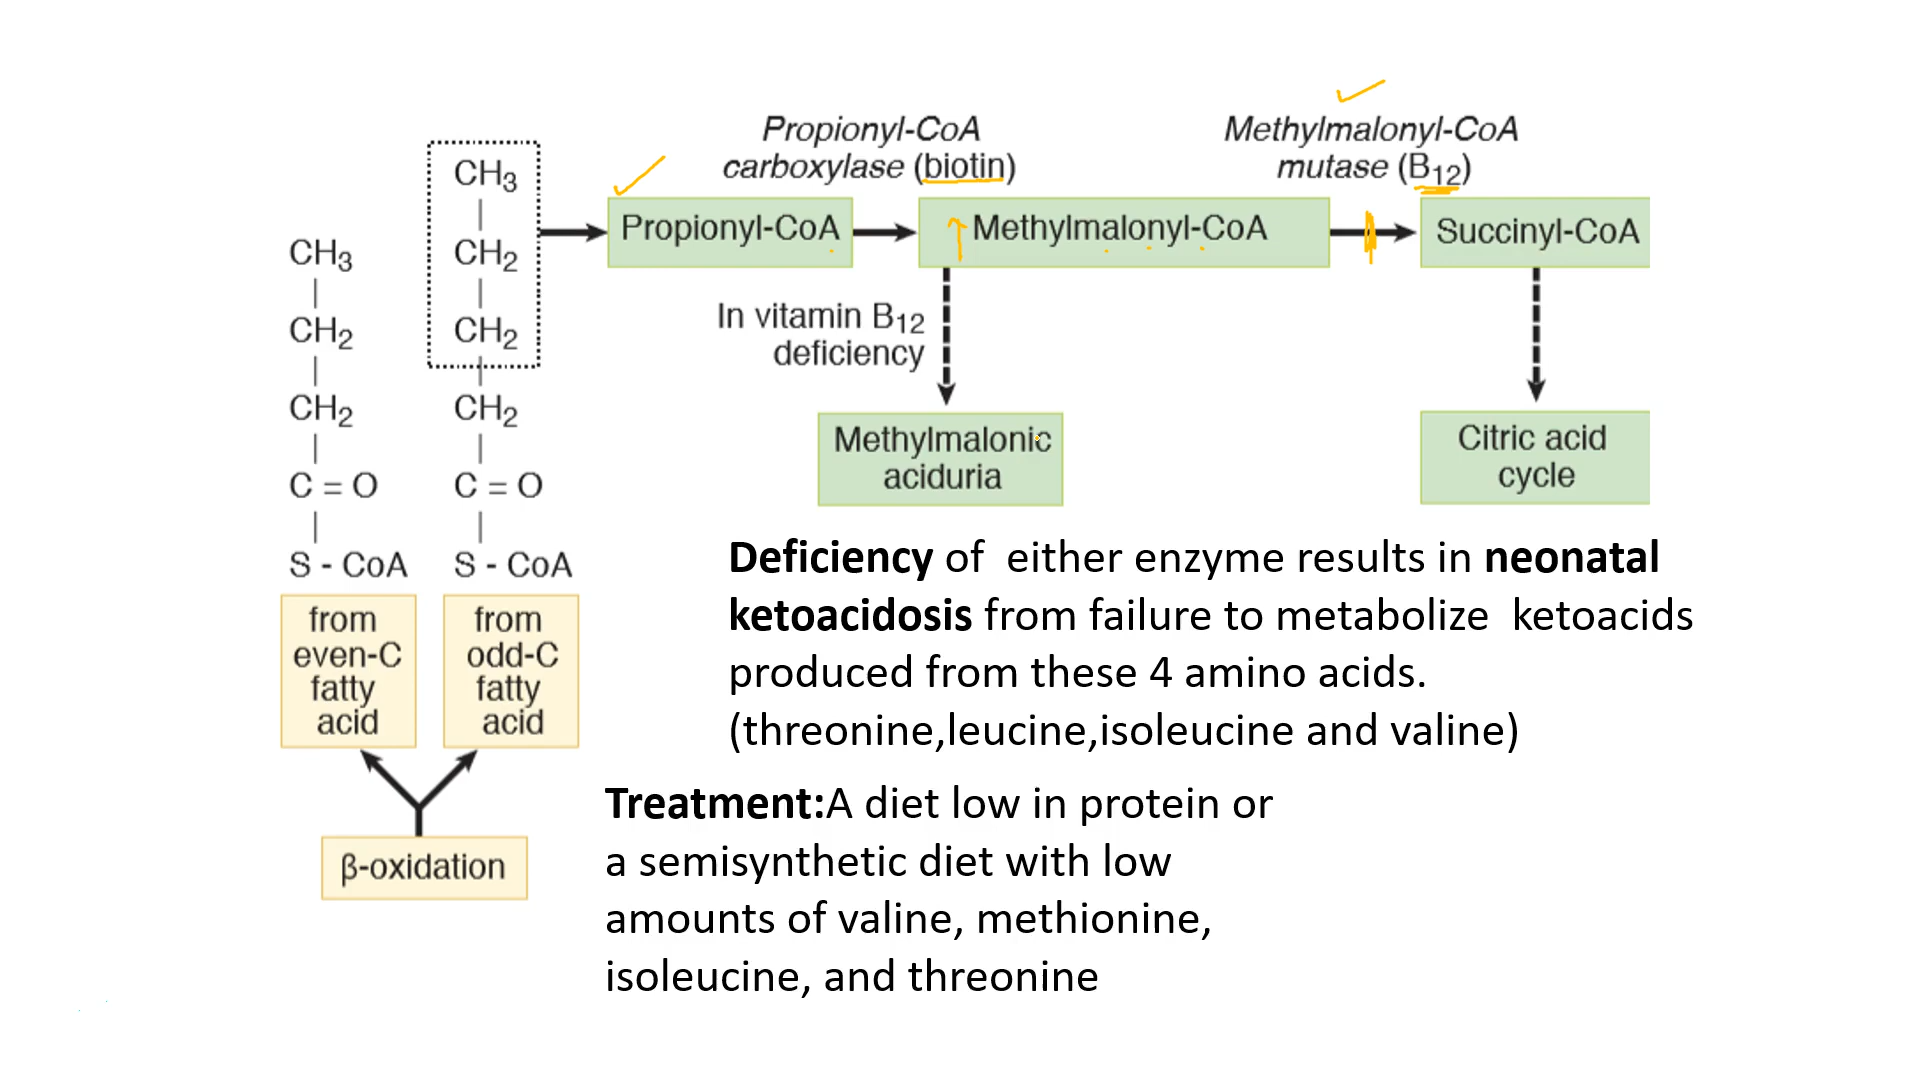 Propionyl-CoA
carboxylase (biotin)
Methylmalonyl-CoA
mutase (B12)
Propionyl-CoA
Methylmalonyl-CoA
Succinyl-CoA
CH3
CH2
CH2
C = O
S - CoA
CH3
CH2
CH2
CH2
C = O
S - CoA
In vitamin B12
deficiency
Methylmalonic
aciduria
Citric acid
cycle
from
even-C
fatty
acid
from
odd-C
fatty
acid
β-oxidation
Deficiency of either enzyme results in neonatal
ketoacidosis from failure to metabolize ketoacids
produced from these 4 amino acids.
(threonine,leucine,isoleucine and valine)
Treatment:A diet low in protein or
a semisynthetic diet with low
amounts of valine, methionine,
isoleucine, and threonine